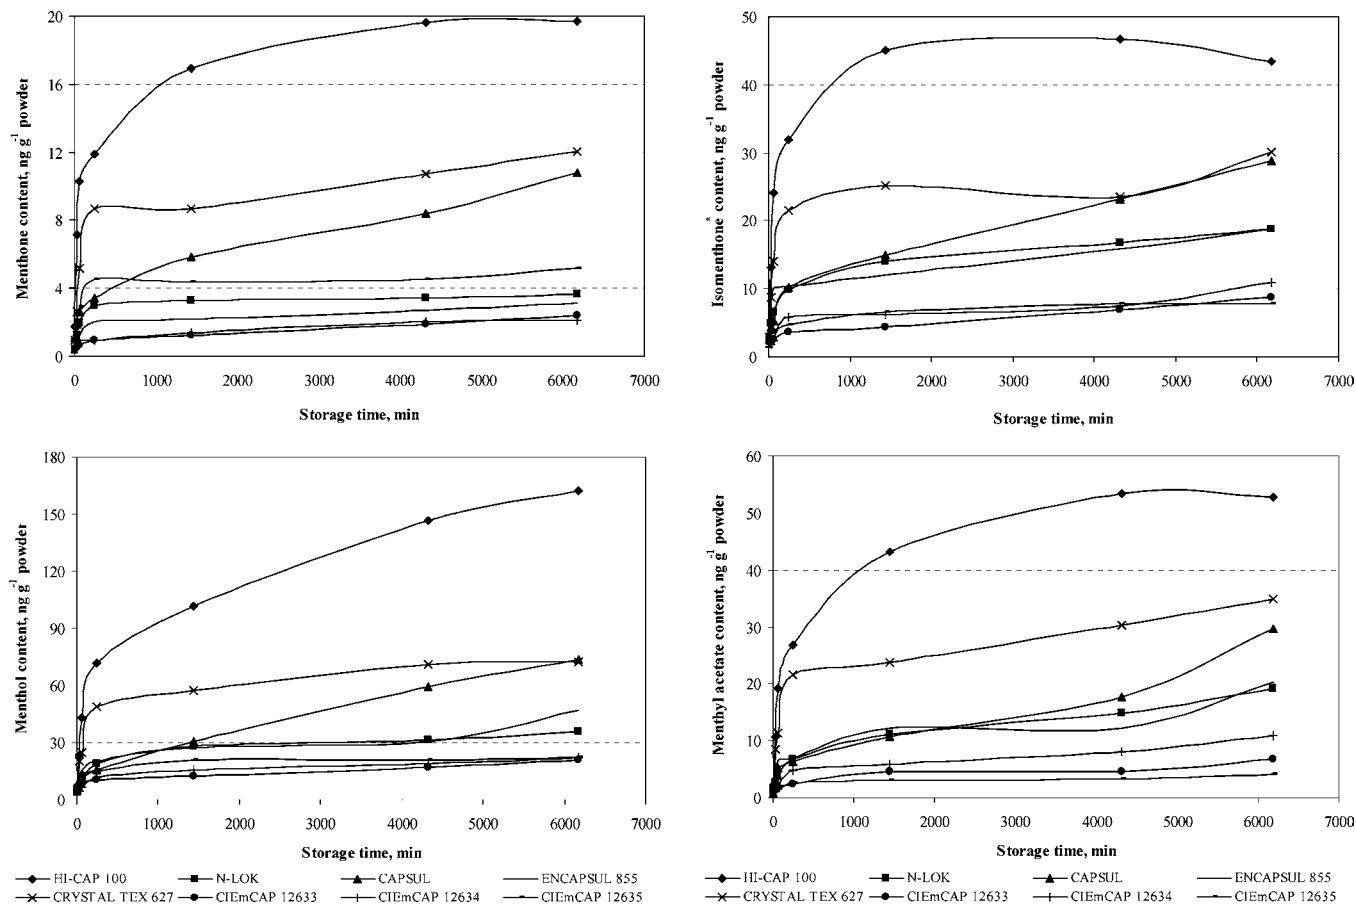 20
16
12
8
4
0
Menthone content, ng g-1 powder
0 1000 2000 3000 4000 5000 6000 7000
Storage time, min
50
40
30
20
10
0
Isomenthone* content, ng g-1 powder
0 1000 2000 3000 4000 5000 6000 7000
Storage time, min
180
150
120
90
60
30
0
Menthol content, ng g-1 powder
0 1000 2000 3000 4000 5000 6000 7000
Storage time, min
60
50
40
30
20
10
0
Menthyl acetate content, ng g-1 powder
0 1000 2000 3000 4000 5000 6000 7000
Storage time, min
HI-CAP 100 N-LOK CAPSUL ENCAPSUL 855
CRYSTAL TEX 627 CIEmCAP 12633 CIEmCAP 12634 CIEmCAP 12635
HI-CAP 100 N-LOK CAPSUL ENCAPSUL 855
CRYSTAL TEX 627 CIEmCAP 12633 CIEmCAP 12634 CIEmCAP 12635